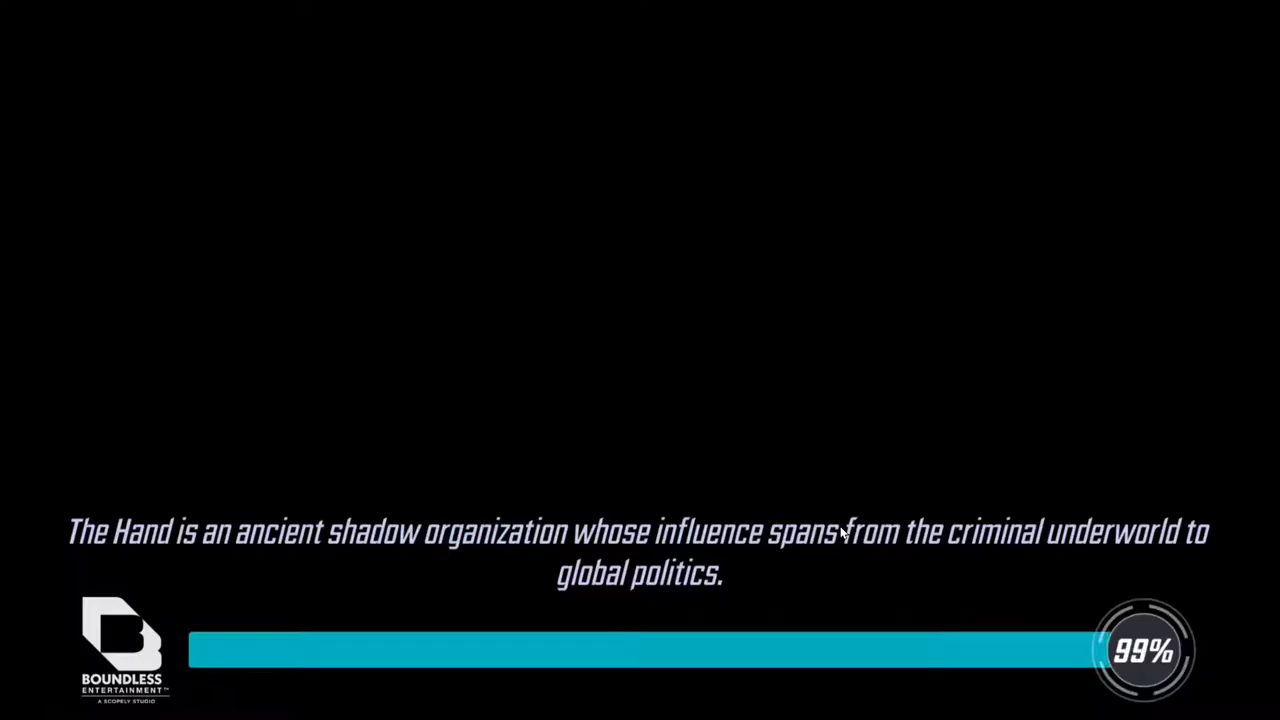 The Hand is an ancient shadow organization whose influence spans from the criminal underworld to
global politics.
99%
BOUNDLESS
ENTERTAINMENT™
A SCOPELY STUDIO